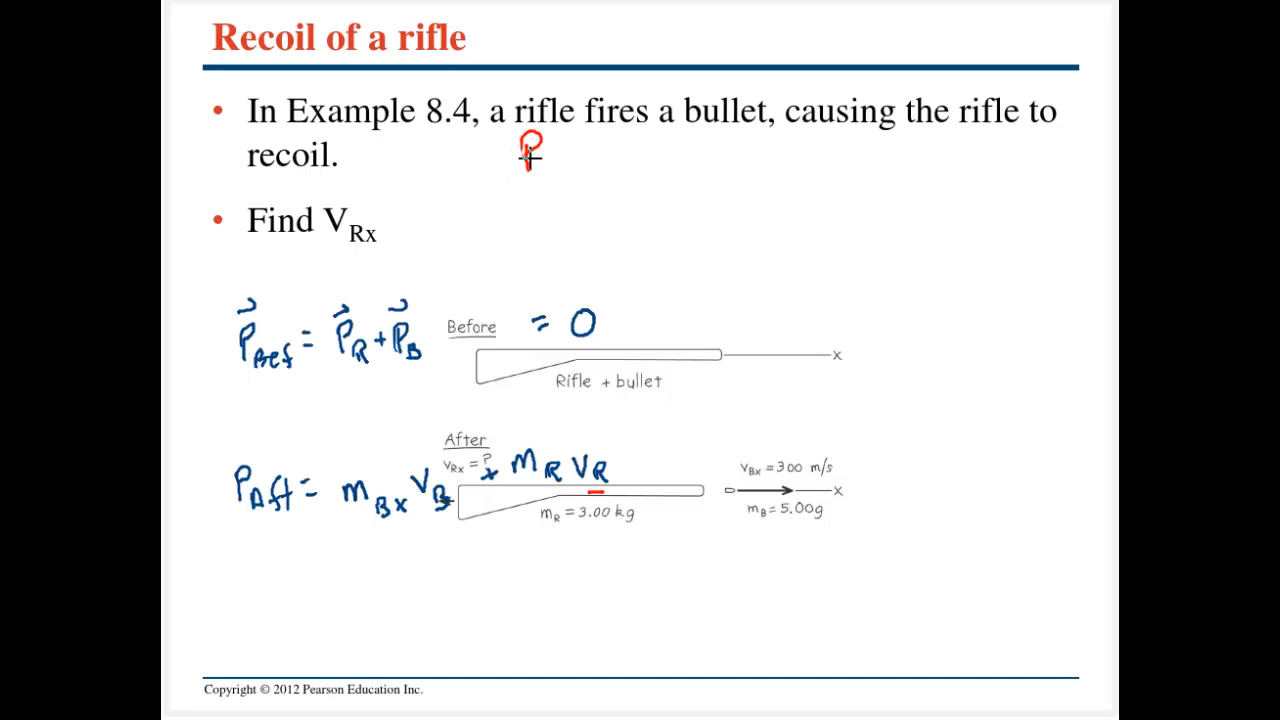 Recoil of a rifle
• In Example 8.4, a rifle fires a bullet, causing the rifle to
recoil.
P
• Find V_Rx
P⃗_Bef = P⃗_R + P⃗_B = 0
Before
x
Rifle + bullet
After
v_Rx = ?
P_Aft = m_Bx V_B + m_R V_R
v_Bx = 300 m/s
x
m_R = 3.00 kg
m_B = 5.00g
Copyright © 2012 Pearson Education Inc.